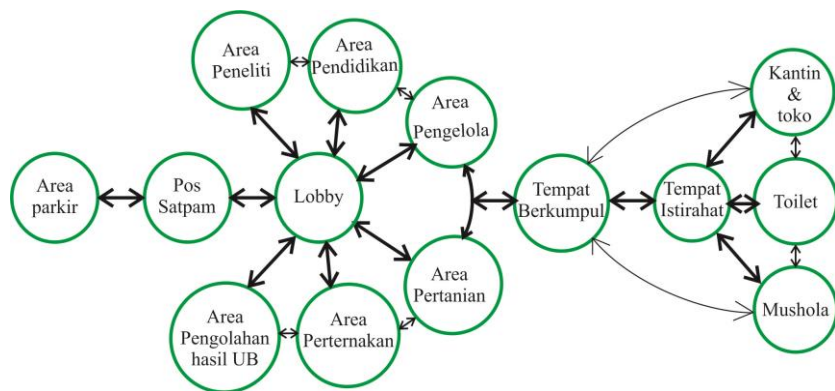 Area
Peneliti
Area
Pendidikan
Area
Pengelola
Kantin
&
toko
Area
parkir
Pos
Satpam
Lobby
Tempat
Berkumpul
Tempat
Istirahat
Toilet
Area
Pertanian
Area
Pengolahan
hasil UB
Area
Perternakan
Mushola